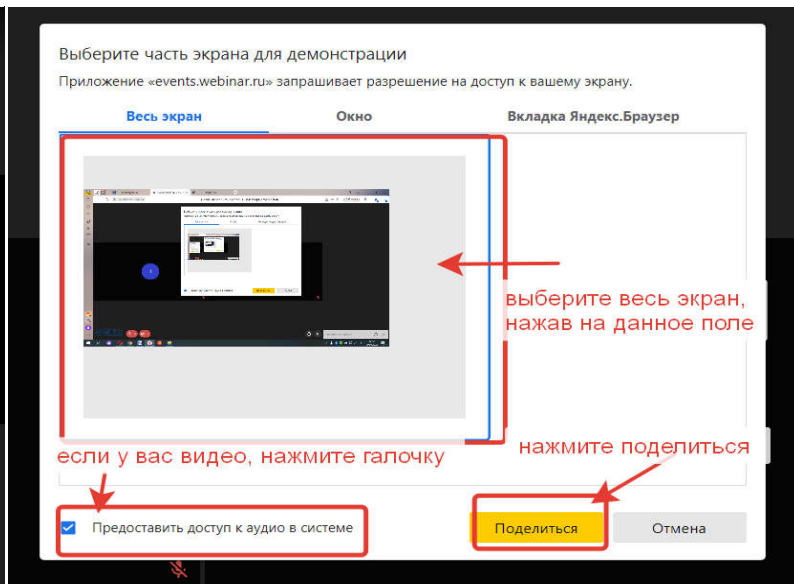 Выберите часть экрана для демонстрации
Приложение «events.webinar.ru» запрашивает разрешение на доступ к вашему экрану.
Весь экран
Окно
Вкладка Яндекс.Браузер
выберите весь экран,
нажав на данное поле
если у вас видео, нажмите галочку
нажмите поделиться
Предоставить доступ к аудио в системе
Поделиться
Отмена